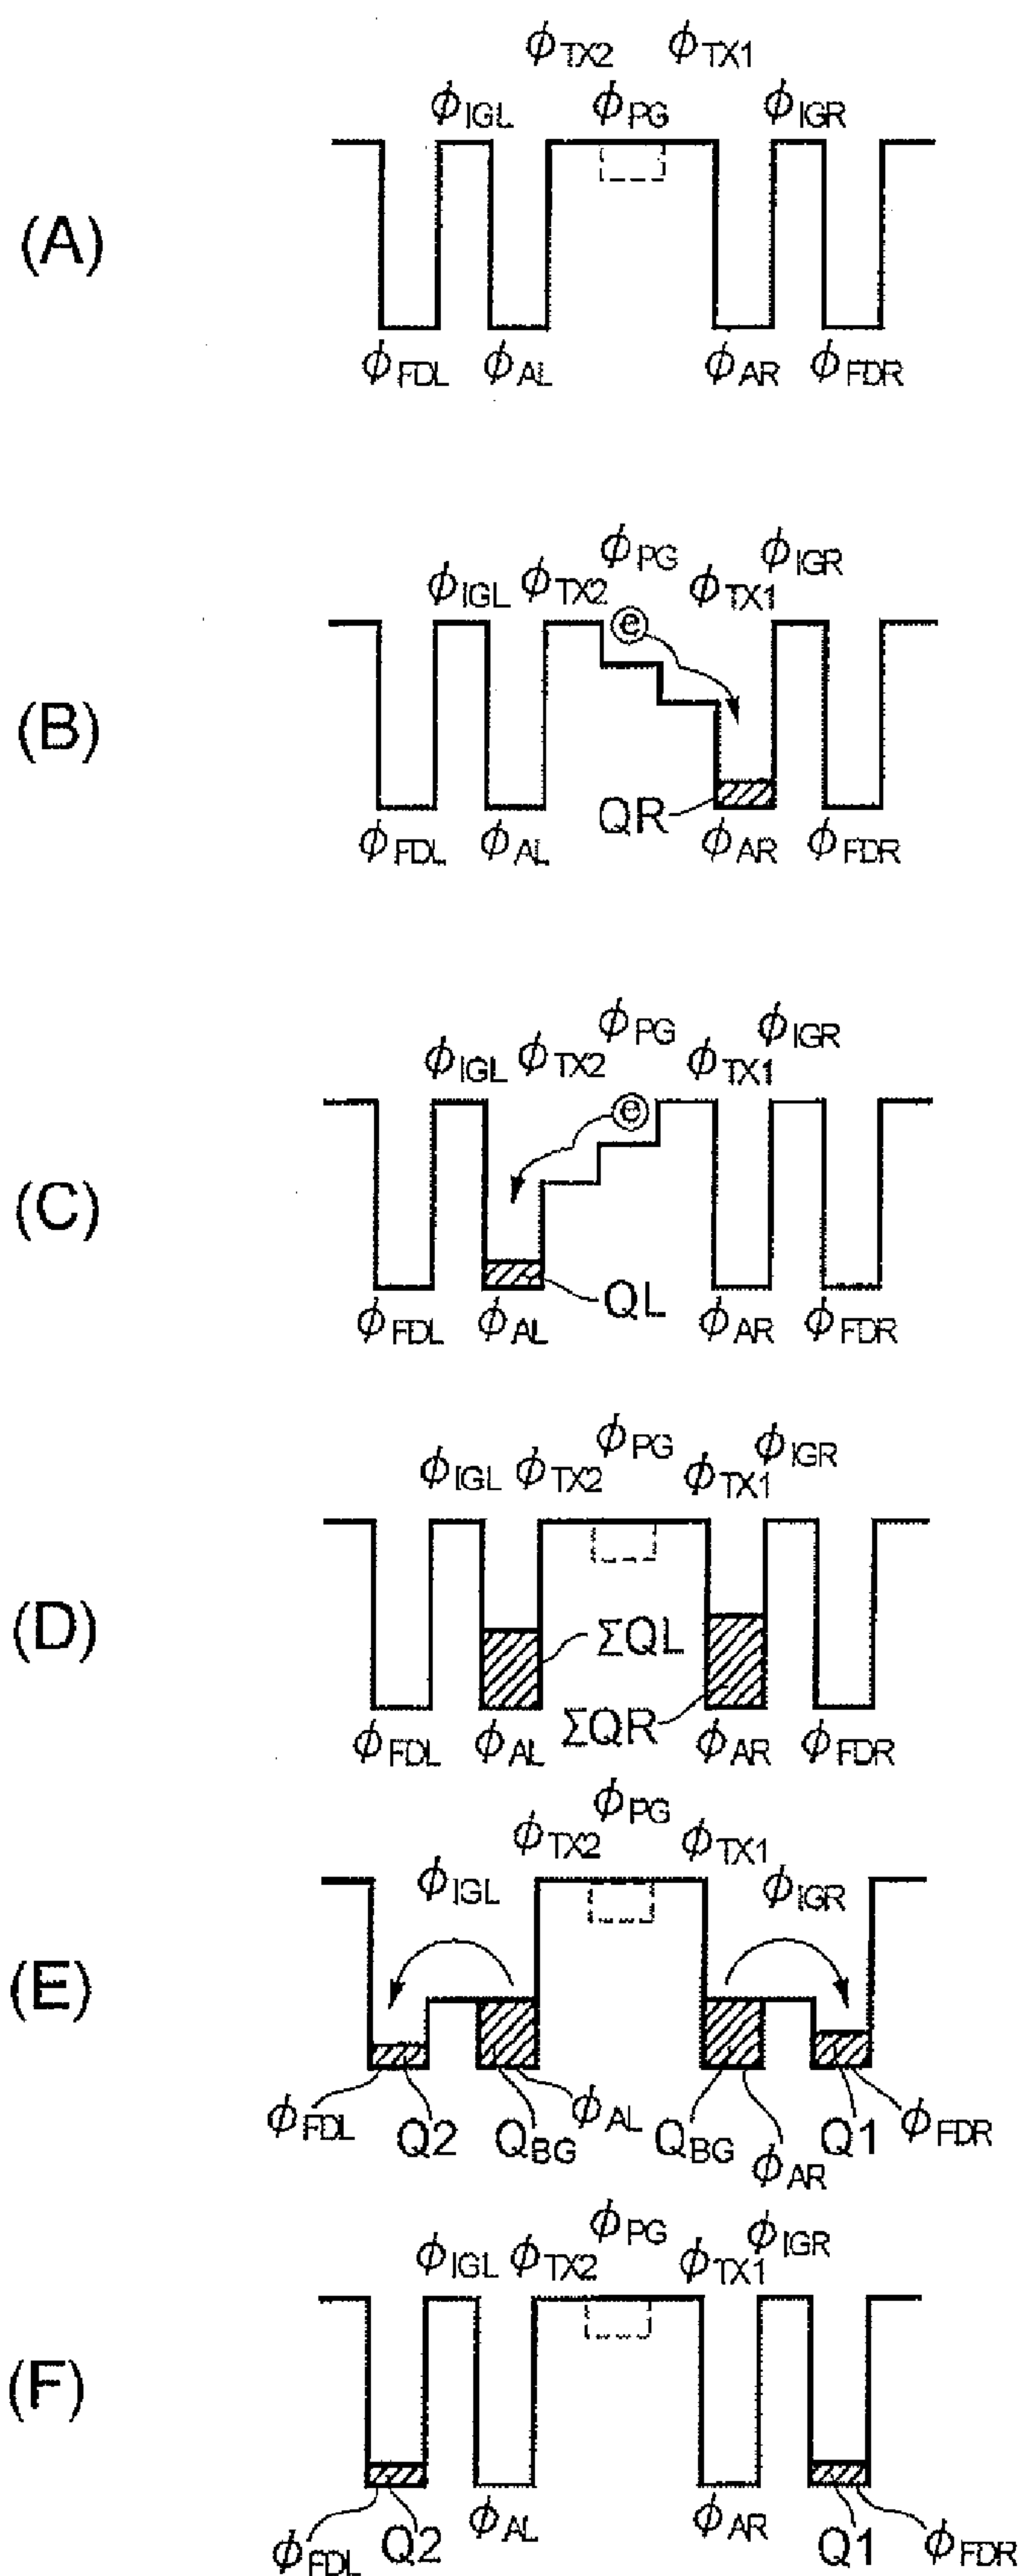 ϕTX2 ϕTX1
ϕIGL ϕPG ϕIGR
(A)
ϕFDL ϕAL ϕAR ϕFDR
ϕPG ϕIGR
ϕIGL ϕTX2 ϕTX1
e
(B)
QR
ϕFDL ϕAL ϕAR ϕFDR
ϕPG ϕIGR
ϕIGL ϕTX2 ϕTX1
e
(C)
QL
ϕFDL ϕAL ϕAR ϕFDR
ϕPG ϕIGR
ϕIGL ϕTX2 ϕTX1
(D)
ΣQL
ΣQR
ϕFDL ϕAL ϕAR ϕFDR
ϕPG
ϕTX2 ϕTX1
ϕIGL ϕIGR
(E)
ϕFDL Q2 QBG ϕAL QBG ϕAR Q1 ϕFDR
ϕPG ϕIGR
ϕIGL ϕTX2 ϕTX1
(F)
ϕFDL Q2 ϕAL ϕAR Q1 ϕFDR